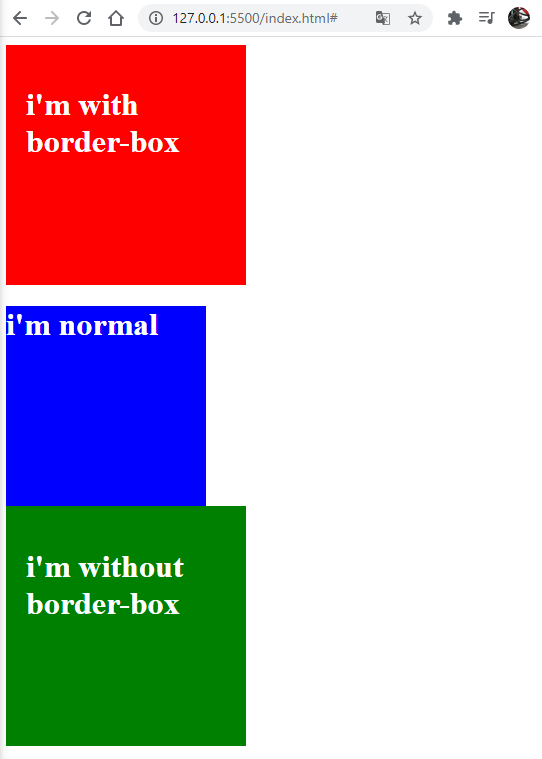 127.0.0.1:5500/index.html#
i'm with
border-box
i'm normal
i'm without
border-box